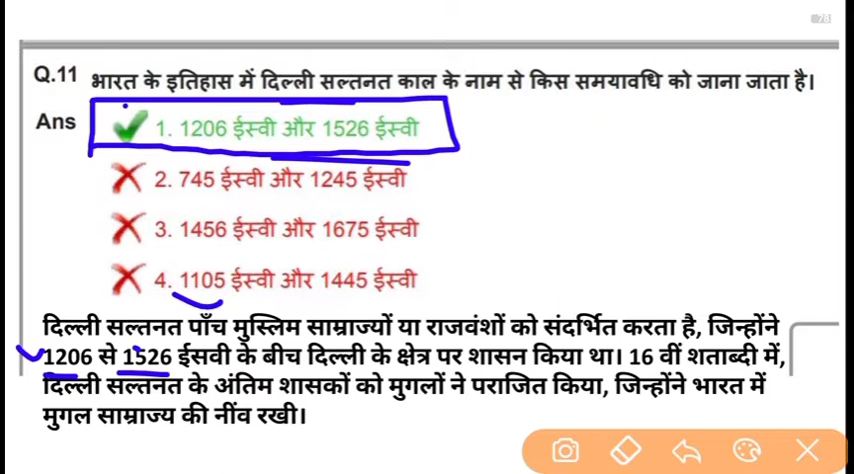 78
Q.11 भारत के इतिहास में दिल्ली सल्तनत काल के नाम से किस समयावधि को जाना जाता है।
Ans 1. 1206 ईस्वी और 1526 ईस्वी
2. 745 ईस्वी और 1245 ईस्वी
3. 1456 ईस्वी और 1675 ईस्वी
4. 1105 ईस्वी और 1445 ईस्वी
दिल्ली सल्तनत पाँच मुस्लिम साम्राज्यों या राजवंशों को संदर्भित करता है, जिन्होंने
1206 से 1526 ईसवी के बीच दिल्ली के क्षेत्र पर शासन किया था। 16 वीं शताब्दी में,
दिल्ली सल्तनत के अंतिम शासकों को मुगलों ने पराजित किया, जिन्होंने भारत में
मुगल साम्राज्य की नींव रखी।